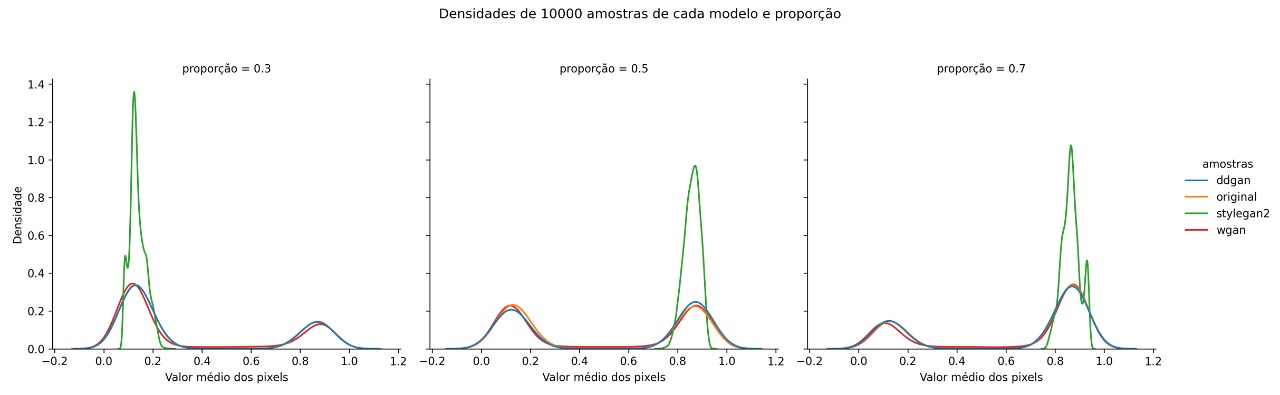 Densidades de 10000 amostras de cada modelo e proporção
proporção = 0.3
proporção = 0.5
proporção = 0.7
Densidade
1.4
1.2
1.0
0.8
0.6
0.4
0.2
0.0
−0.2 0.0 0.2 0.4 0.6 0.8 1.0 1.2
−0.2 0.0 0.2 0.4 0.6 0.8 1.0 1.2
−0.2 0.0 0.2 0.4 0.6 0.8 1.0 1.2
Valor médio dos pixels
Valor médio dos pixels
Valor médio dos pixels
amostras
ddgan
original
stylegan2
wgan